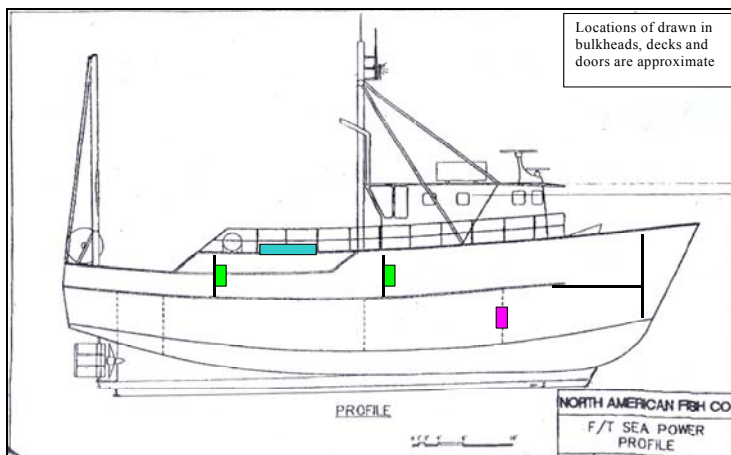 Locations of drawn in
bulkheads, decks and
doors are approximate
PROFILE
NORTH AMERICAN FISH CO
F/T SEA POWER
PROFILE